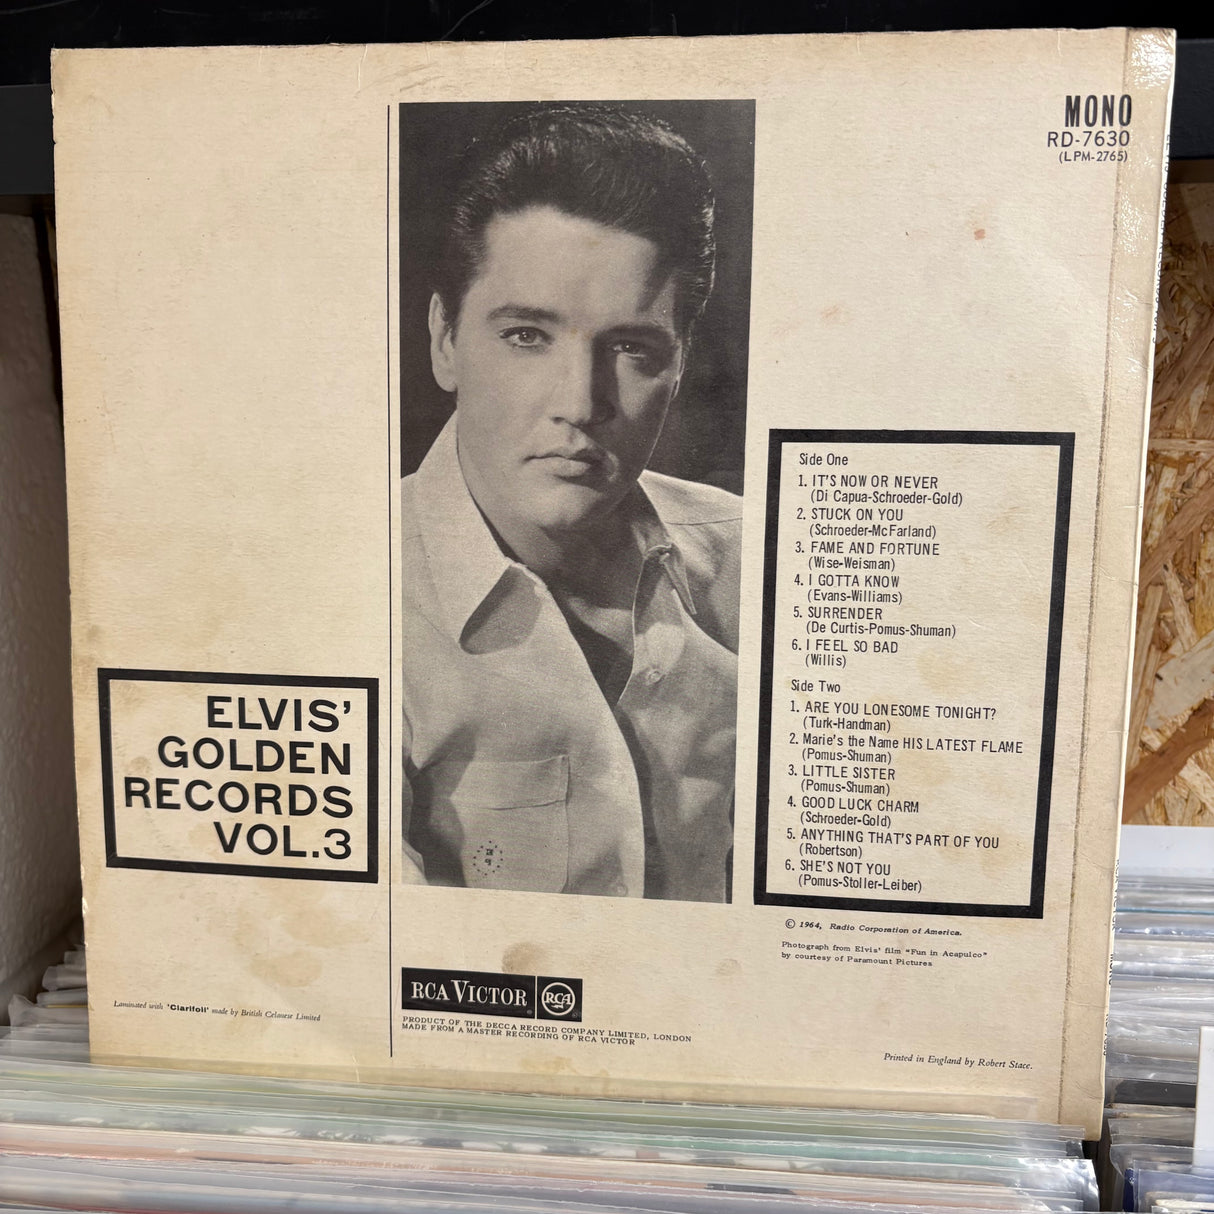 MONO
RD-7630
(LPM-2765)
Side One
1. IT'S NOW OR NEVER
(Di Capua-Schroeder-Gold)
2. STUCK ON YOU
(Schroeder-McFarland)
3. FAME AND FORTUNE
(Wise-Weisman)
4. I GOTTA KNOW
(Evans-Williams)
5. SURRENDER
(De Curtis-Pomus-Shuman)
6. I FEEL SO BAD
(Willis)
Side Two
1. ARE YOU LONESOME TONIGHT?
(Turk-Handman)
2. Marie's the Name HIS LATEST FLAME
(Pomus-Shuman)
3. LITTLE SISTER
(Pomus-Shuman)
4. GOOD LUCK CHARM
(Schroeder-Gold)
5. ANYTHING THAT'S PART OF YOU
(Robertson)
6. SHE'S NOT YOU
(Pomus-Stoller-Leiber)
ELVIS'
GOLDEN
RECORDS
VOL.3
© 1964, Radio Corporation of America.
Photograph from Elvis' film "Fun in Acapulco"
by courtesy of Paramount Pictures
RCA VICTOR RCA
PRODUCT OF THE DECCA RECORD COMPANY LIMITED, LONDON
MADE FROM A MASTER RECORDING OF RCA VICTOR
Laminated with 'Clarifoil' made by British Celanese Limited
Printed in England by Robert Stace.